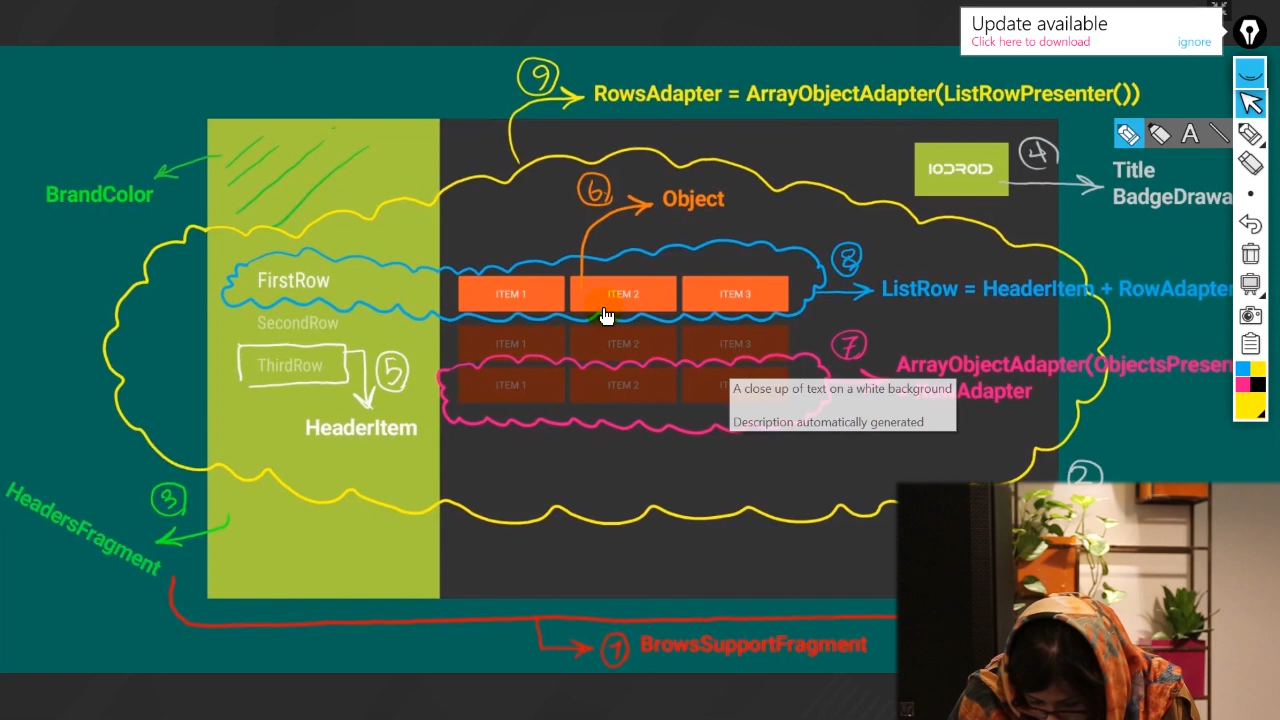 Update available
Click here to download ignore
9
RowsAdapter = ArrayObjectAdapter(ListRowPresenter())
IODROID
4
Title
BadgeDrawa
A
BrandColor
6
Object
8
FirstRow
ITEM 1 ITEM 2 ITEM 3
ListRow = HeaderItem + RowAdapter
SecondRow
ITEM 1 ITEM 2 ITEM 3
7
ThirdRow
5
ITEM 1 ITEM 2
ArrayObjectAdapter(ObjectsPresen
Adapter
A close up of text on a white background
Description automatically generated
HeaderItem
2
3
HeadersFragment
1
BrowsSupportFragment